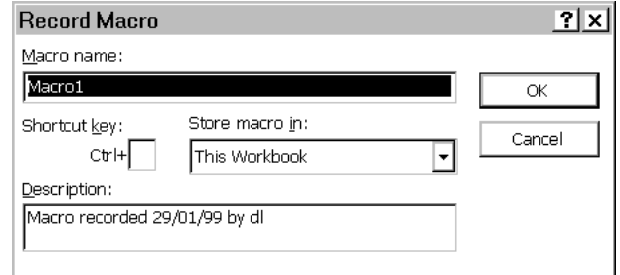 Record Macro
Macro name:
Macro1
OK
Shortcut key: Store macro in:
Ctrl+ This Workbook
Cancel
Description:
Macro recorded 29/01/99 by dl